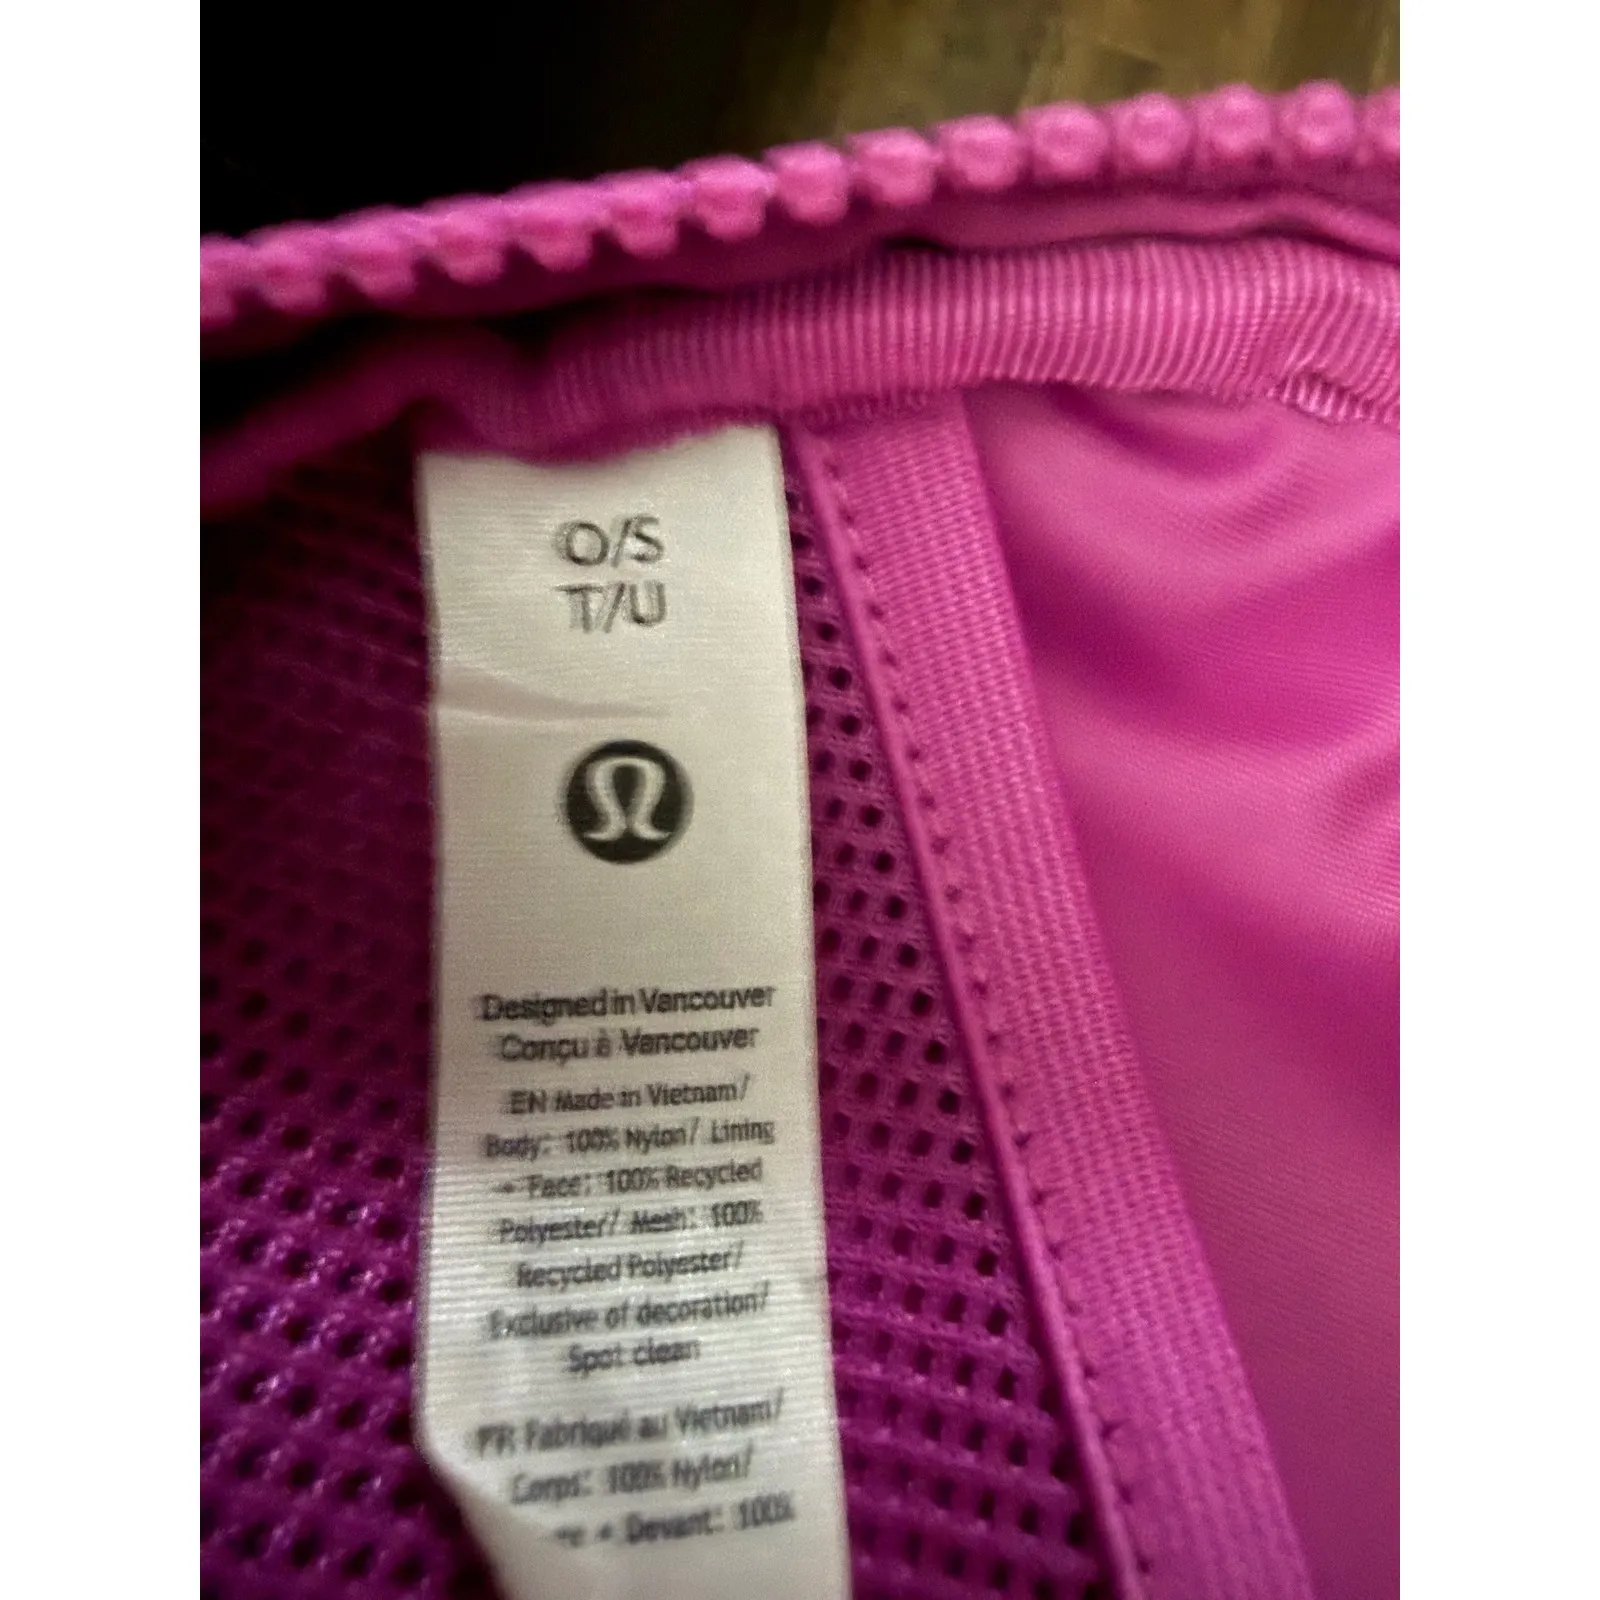 O/S
T/U
Designed in Vancouver
Conçu à Vancouver
EN Made in Vietnam/
Body: 100% Nylon/ Lining
- Face: 100% Recycled
Polyester/ Mesh: 100%
Recycled Polyester/
Exclusive of decoration/
Spot clean
FR Fabriqué au Vietnam/
Corps: 100% Nylon/
- Devant: 100%